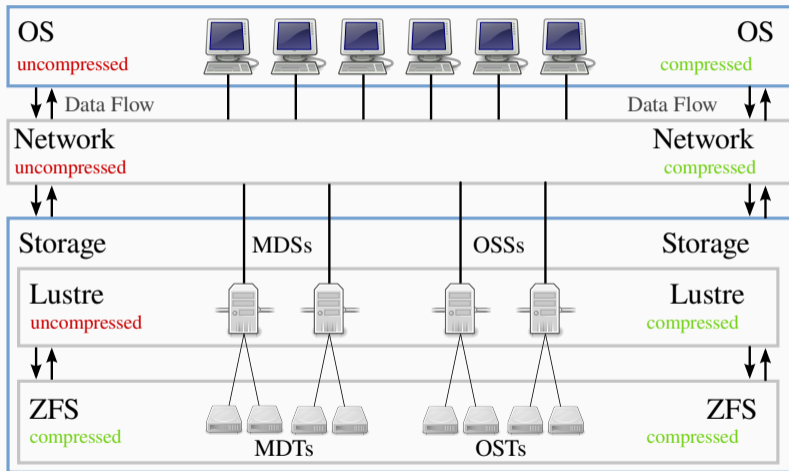 OS OS
uncompressed compressed
Data Flow Data Flow
Network Network
uncompressed compressed
Storage MDSs OSSs Storage
Lustre Lustre
uncompressed compressed
ZFS ZFS
compressed compressed
MDTs OSTs